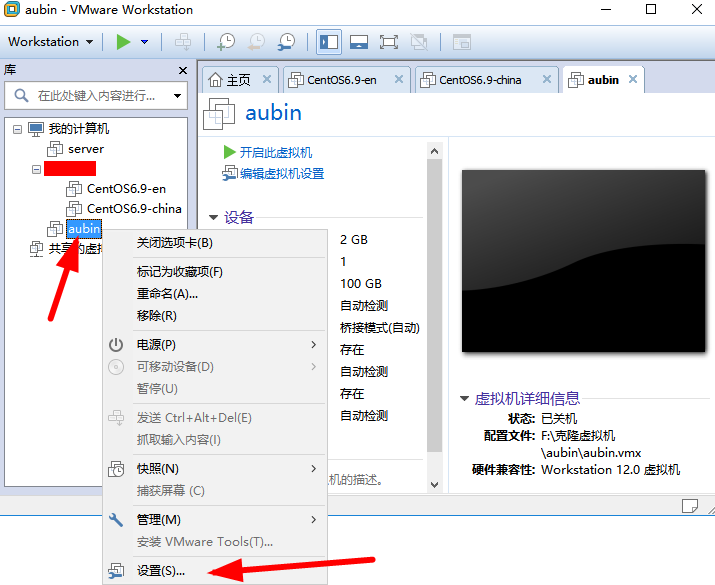 aubin - VMware Workstation
Workstation
库
在此处键入内容进行...
我的计算机
server
CentOS6.9-en
CentOS6.9-china
aubin
共享的虚拟
主页
CentOS6.9-en
CentOS6.9-china
aubin
aubin
开启此虚拟机
编辑虚拟机设置
设备
2 GB
1
100 GB
自动检测
桥接模式(自动)
存在
自动检测
存在
自动检测
机的描述。
关闭选项卡(B)
标记为收藏项(F)
重命名(A)...
移除(R)
电源(P)
可移动设备(D)
暂停(U)
发送 Ctrl+Alt+Del(E)
抓取输入内容(I)
快照(N)
捕获屏幕 (C)
管理(M)
安装 VMware Tools(T)...
设置(S)...
虚拟机详细信息
状态: 已关机
配置文件: F:\克隆虚拟机
\aubin\aubin.vmx
硬件兼容性: Workstation 12.0 虚拟机